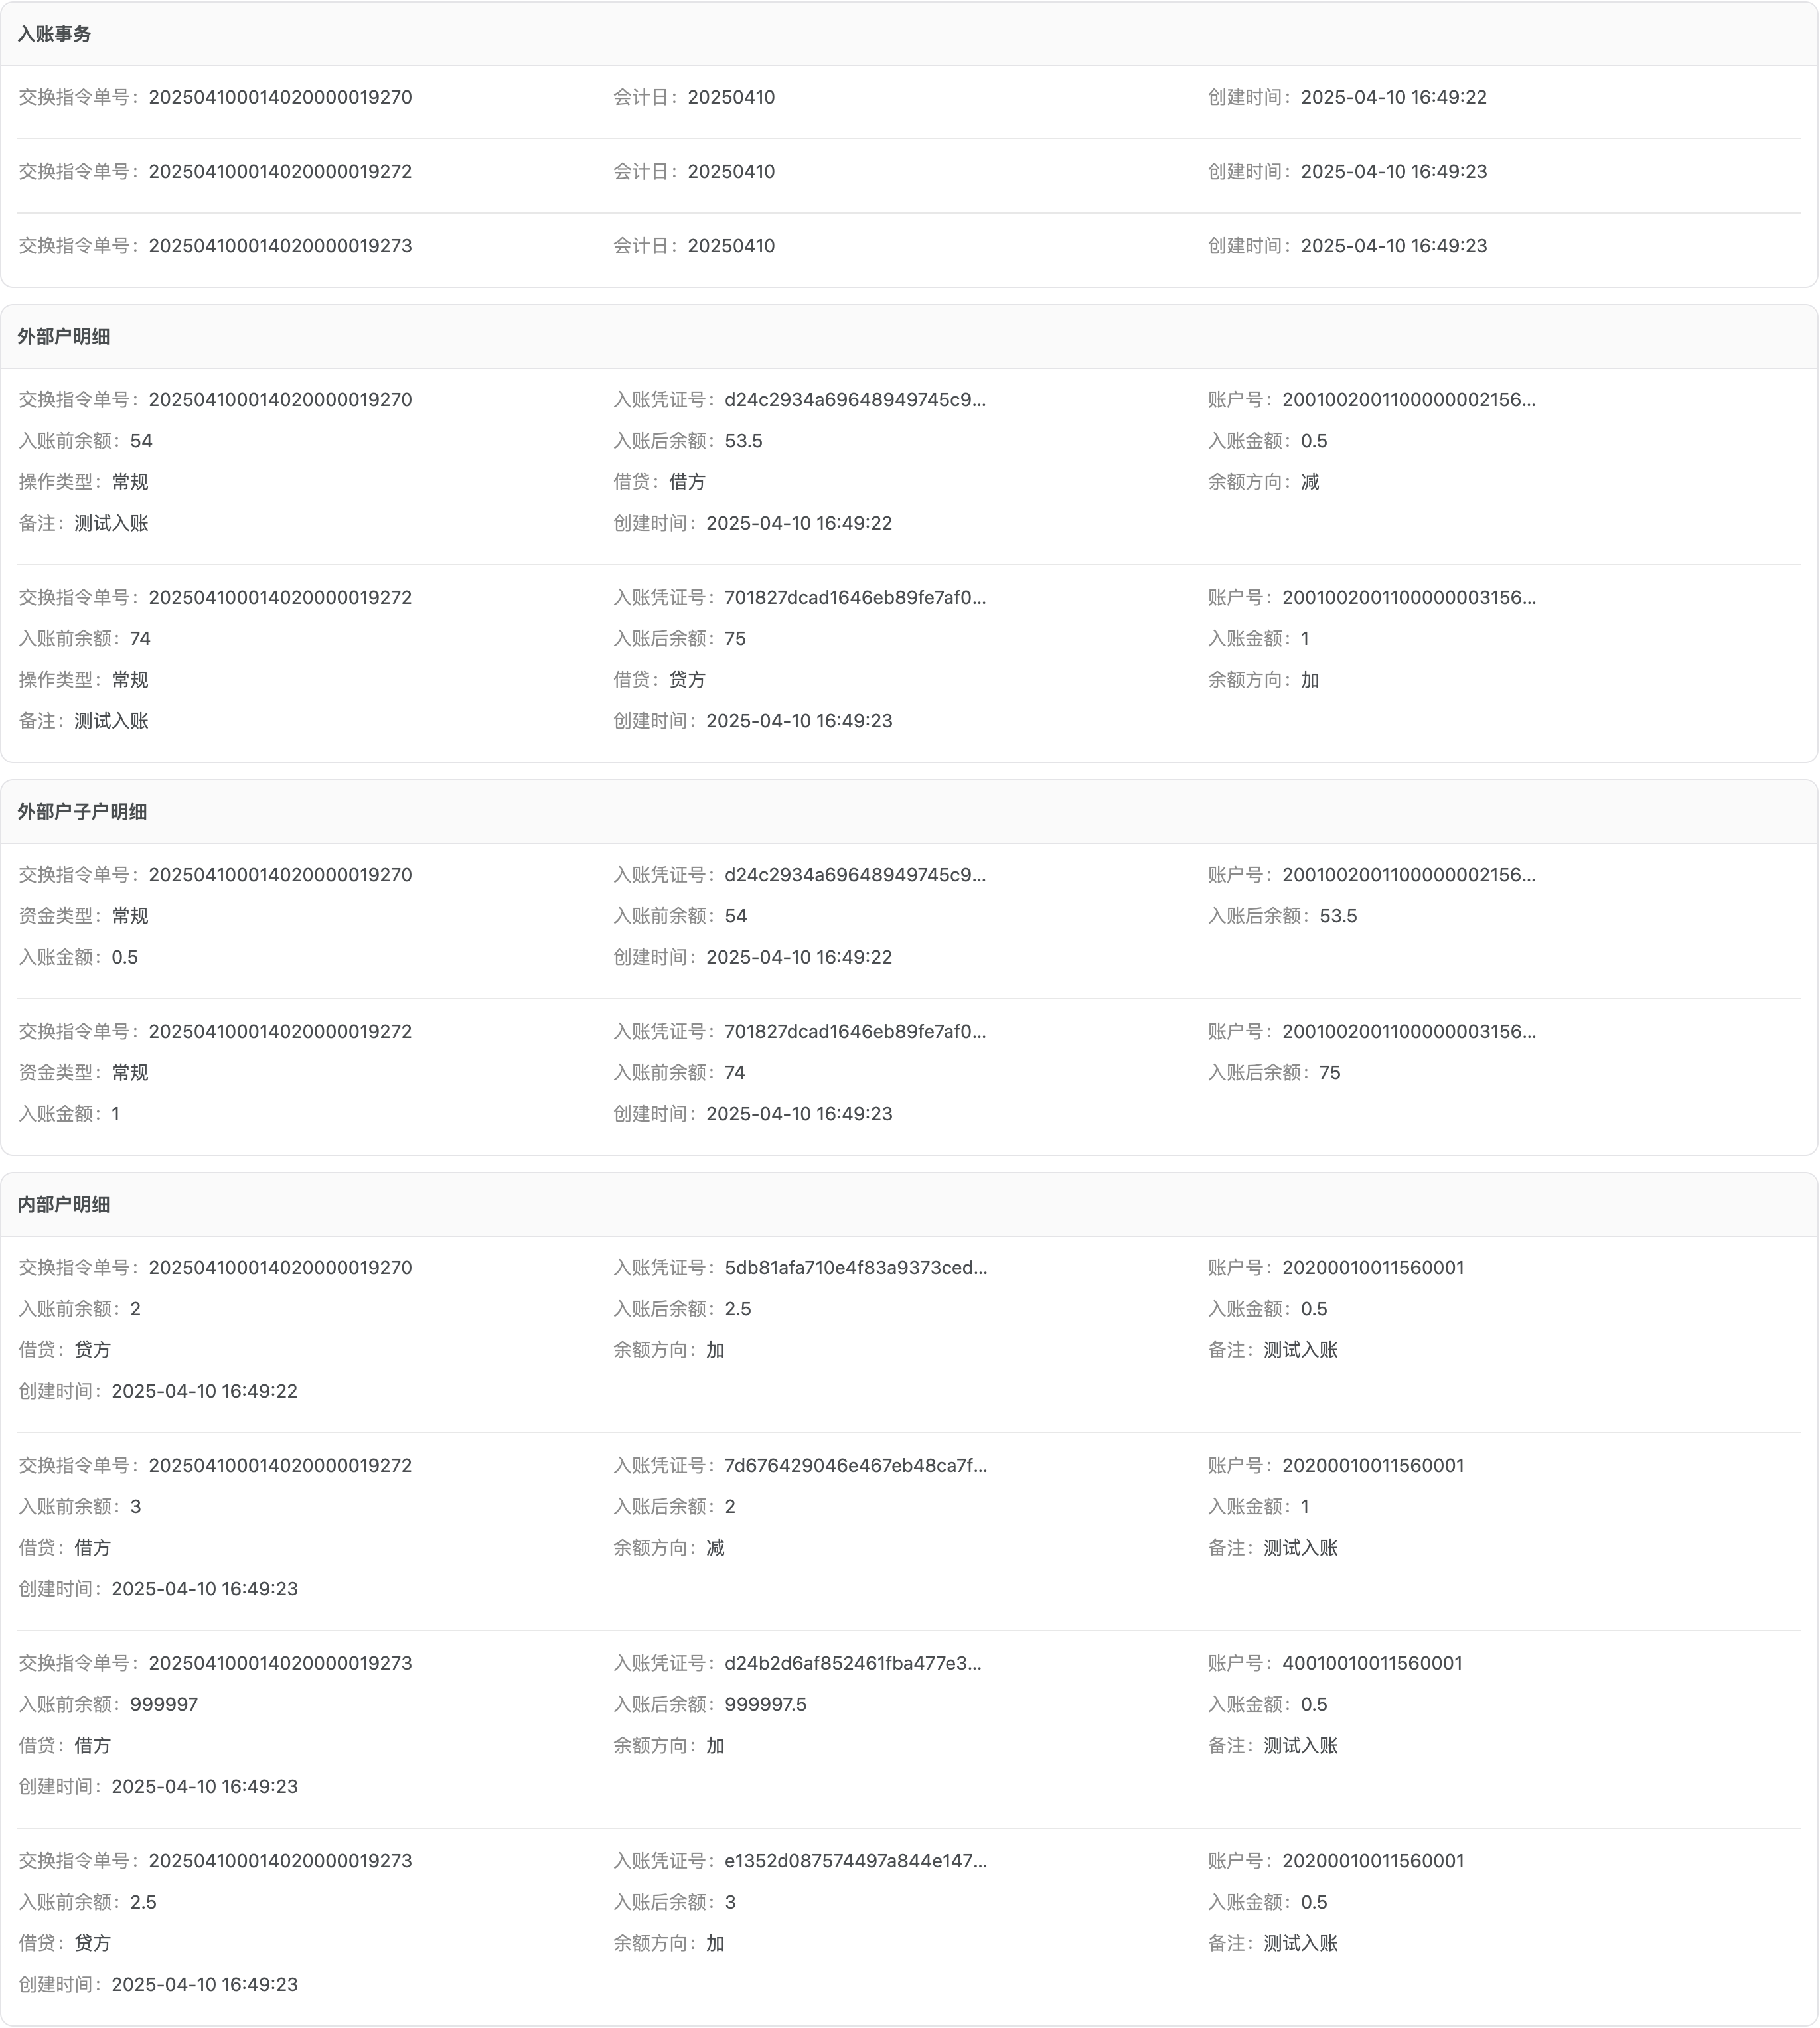 入账事务
交换指令单号：202504100014020000019270 会计日：20250410 创建时间：2025-04-10 16:49:22
交换指令单号：202504100014020000019272 会计日：20250410 创建时间：2025-04-10 16:49:23
交换指令单号：202504100014020000019273 会计日：20250410 创建时间：2025-04-10 16:49:23
外部户明细
交换指令单号：202504100014020000019270 入账凭证号：d24c2934a69648949745c9... 账户号：2001002001100000002156...
入账前余额：54 入账后余额：53.5 入账金额：0.5
操作类型：常规 借贷：借方 余额方向：减
备注：测试入账 创建时间：2025-04-10 16:49:22
交换指令单号：202504100014020000019272 入账凭证号：701827dcad1646eb89fe7af0... 账户号：2001002001100000003156...
入账前余额：74 入账后余额：75 入账金额：1
操作类型：常规 借贷：贷方 余额方向：加
备注：测试入账 创建时间：2025-04-10 16:49:23
外部户子户明细
交换指令单号：202504100014020000019270 入账凭证号：d24c2934a69648949745c9... 账户号：2001002001100000002156...
资金类型：常规 入账前余额：54 入账后余额：53.5
入账金额：0.5 创建时间：2025-04-10 16:49:22
交换指令单号：202504100014020000019272 入账凭证号：701827dcad1646eb89fe7af0... 账户号：2001002001100000003156...
资金类型：常规 入账前余额：74 入账后余额：75
入账金额：1 创建时间：2025-04-10 16:49:23
内部户明细
交换指令单号：202504100014020000019270 入账凭证号：5db81afa710e4f83a9373ced... 账户号：20200010011560001
入账前余额：2 入账后余额：2.5 入账金额：0.5
借贷：贷方 余额方向：加 备注：测试入账
创建时间：2025-04-10 16:49:22
交换指令单号：202504100014020000019272 入账凭证号：7d676429046e467eb48ca7f... 账户号：20200010011560001
入账前余额：3 入账后余额：2 入账金额：1
借贷：借方 余额方向：减 备注：测试入账
创建时间：2025-04-10 16:49:23
交换指令单号：202504100014020000019273 入账凭证号：d24b2d6af852461fba477e3... 账户号：40010010011560001
入账前余额：999997 入账后余额：999997.5 入账金额：0.5
借贷：借方 余额方向：加 备注：测试入账
创建时间：2025-04-10 16:49:23
交换指令单号：202504100014020000019273 入账凭证号：e1352d087574497a844e147... 账户号：20200010011560001
入账前余额：2.5 入账后余额：3 入账金额：0.5
借贷：贷方 余额方向：加 备注：测试入账
创建时间：2025-04-10 16:49:23